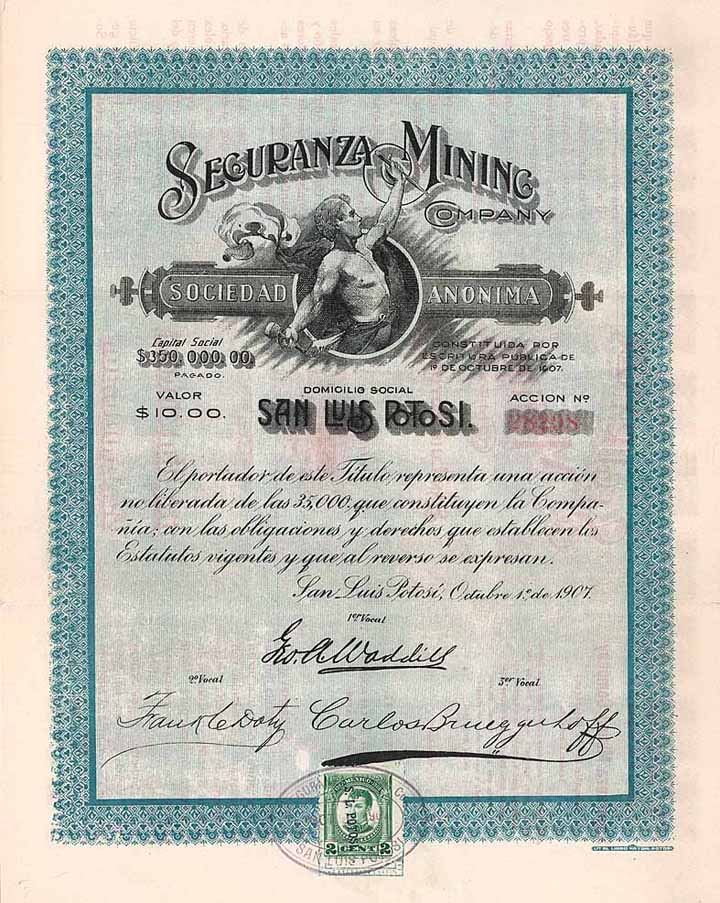 SEGURANZA MINING
COMPANY
SOCIEDAD ANONIMA
Capital Social
$350,000.00.
PAGADO.
CONSTITUIDA POR
ESCRITURA PUBLICA DE
1º DE OCTUBRE DE 1907.
VALOR
$10.00.
DOMICILIO SOCIAL
SAN LUIS POTOSI.
ACCION Nº
28198
El portador de este Título, representa una acción
no liberada de las 35,000, que constituyen la Compa-
ñía; con las obligaciones y derechos que establecen los
Estatutos vigentes y que al reverso se expresan.
San Luis Potosí, Octubre 1º de 1907.
1er Vocal
Geo. A. Waddill
2º Vocal
3er Vocal
Frank C Doty
Carlos Brueggerhoff
S. L. POTOSI
2 CENT 2
SAN LUIS POTOSI